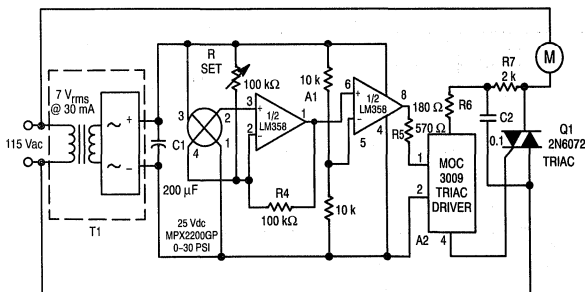 M
R
SET
100 kΩ
10 k
A1
7 Vrms
@ 30 mA
3
2
4
1
3
2
1
1/2
LM358
6
5
8
4
1/2
LM358
180 Ω
R6
R7
2 k
C2
0.1
Q1
2N6072
TRIAC
R5
570 Ω
115 Vac
~
+
~
–
C1
200 μF
R4
100 kΩ
10 k
1
2
4
MOC
3009
TRIAC
DRIVER
A2
T1
25 Vdc
MPX2200GP
0–30 PSI